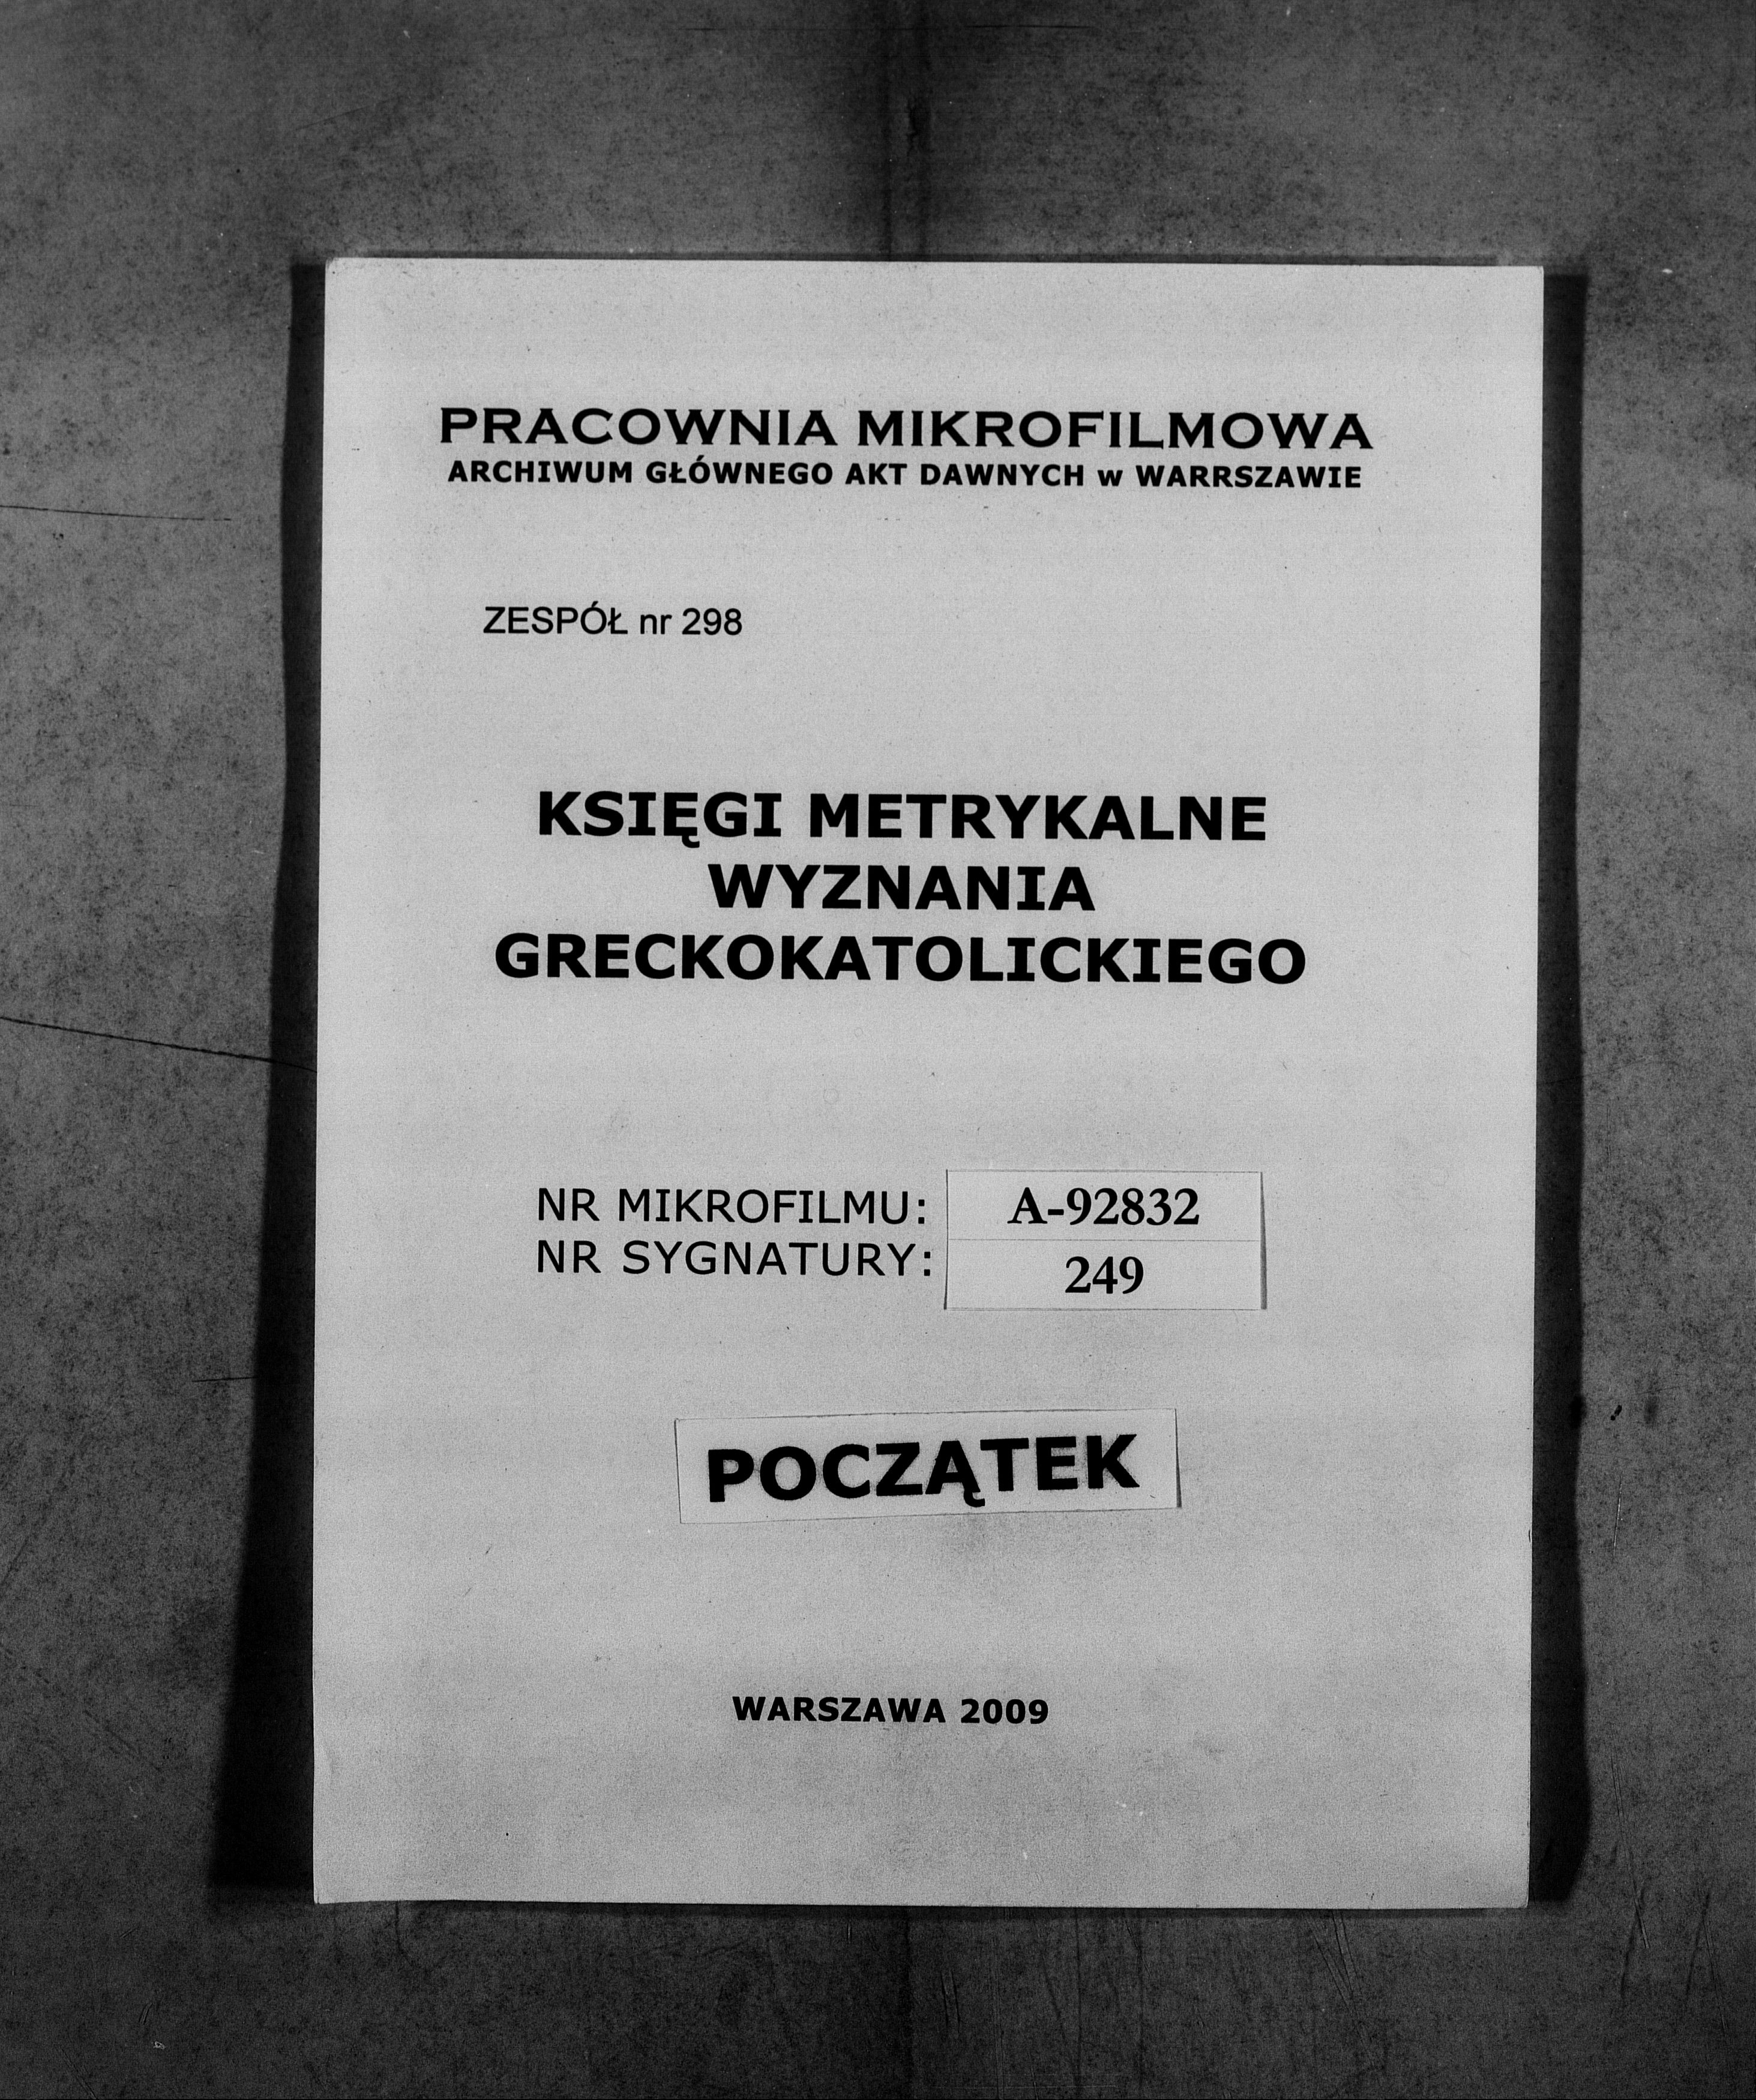 PRACOWNIA MIKROFILMOWA
ARCHIWUM GŁÓWNEGO AKT DAWNYCH w WARRSZAWIE
ZESPÓŁ nr 298
KSIĘGI METRYKALNE
WYZNANIA
GRECKOKATOLICKIEGO
NR MIKROFILMU: A-92832
NR SYGNATURY: 249
POCZĄTEK
WARSZAWA 2009